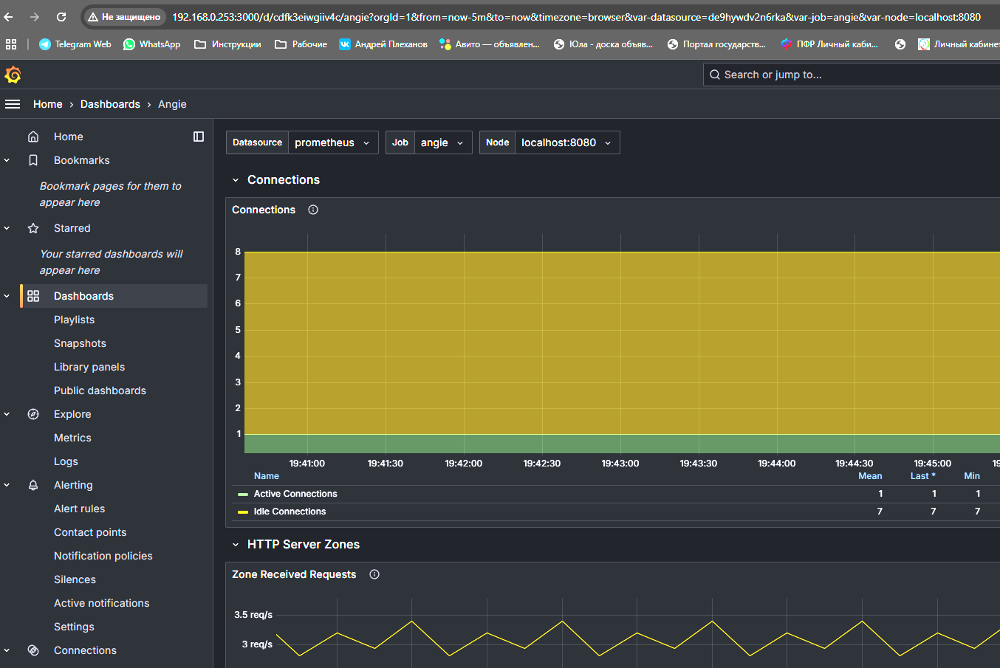 Не защищено
192.168.0.253:3000/d/cdfk3eiwgiiv4c/angie?orgId=1&from=now-5m&to=now&timezone=browser&var-datasource=de9hywdv2n6rka&var-job=angie&var-node=localhost:8080
Telegram Web WhatsApp Инструкции Рабочие Андрей Плеханов Авито — объявлен... Юла - доска объяв... Портал государств... ПФР Личный каби... Личный кабинет
Search or jump to...
Home › Dashboards › Angie
Home
Bookmarks
Bookmark pages for them to
appear here
Starred
Your starred dashboards will
appear here
Dashboards
Playlists
Snapshots
Library panels
Public dashboards
Explore
Metrics
Logs
Alerting
Alert rules
Contact points
Notification policies
Silences
Active notifications
Settings
Connections
Datasource prometheus Job angie Node localhost:8080
Connections
Connections
8
7
6
5
4
3
2
1
19:41:00 19:41:30 19:42:00 19:42:30 19:43:00 19:43:30 19:44:00 19:44:30 19:45:00
Name Mean Last * Min
Active Connections 1 1 1
Idle Connections 7 7 7
HTTP Server Zones
Zone Received Requests
3.5 req/s
3 req/s